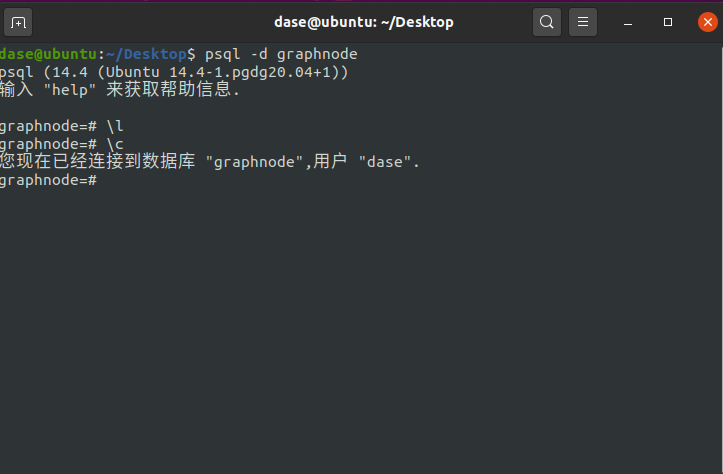 dase@ubuntu: ~/Desktop
dase@ubuntu:~/Desktop$ psql -d graphnode
psql (14.4 (Ubuntu 14.4-1.pgdg20.04+1))
输入 "help" 来获取帮助信息.
graphnode=# \l
graphnode=# \c
您现在已经连接到数据库 "graphnode",用户 "dase".
graphnode=#